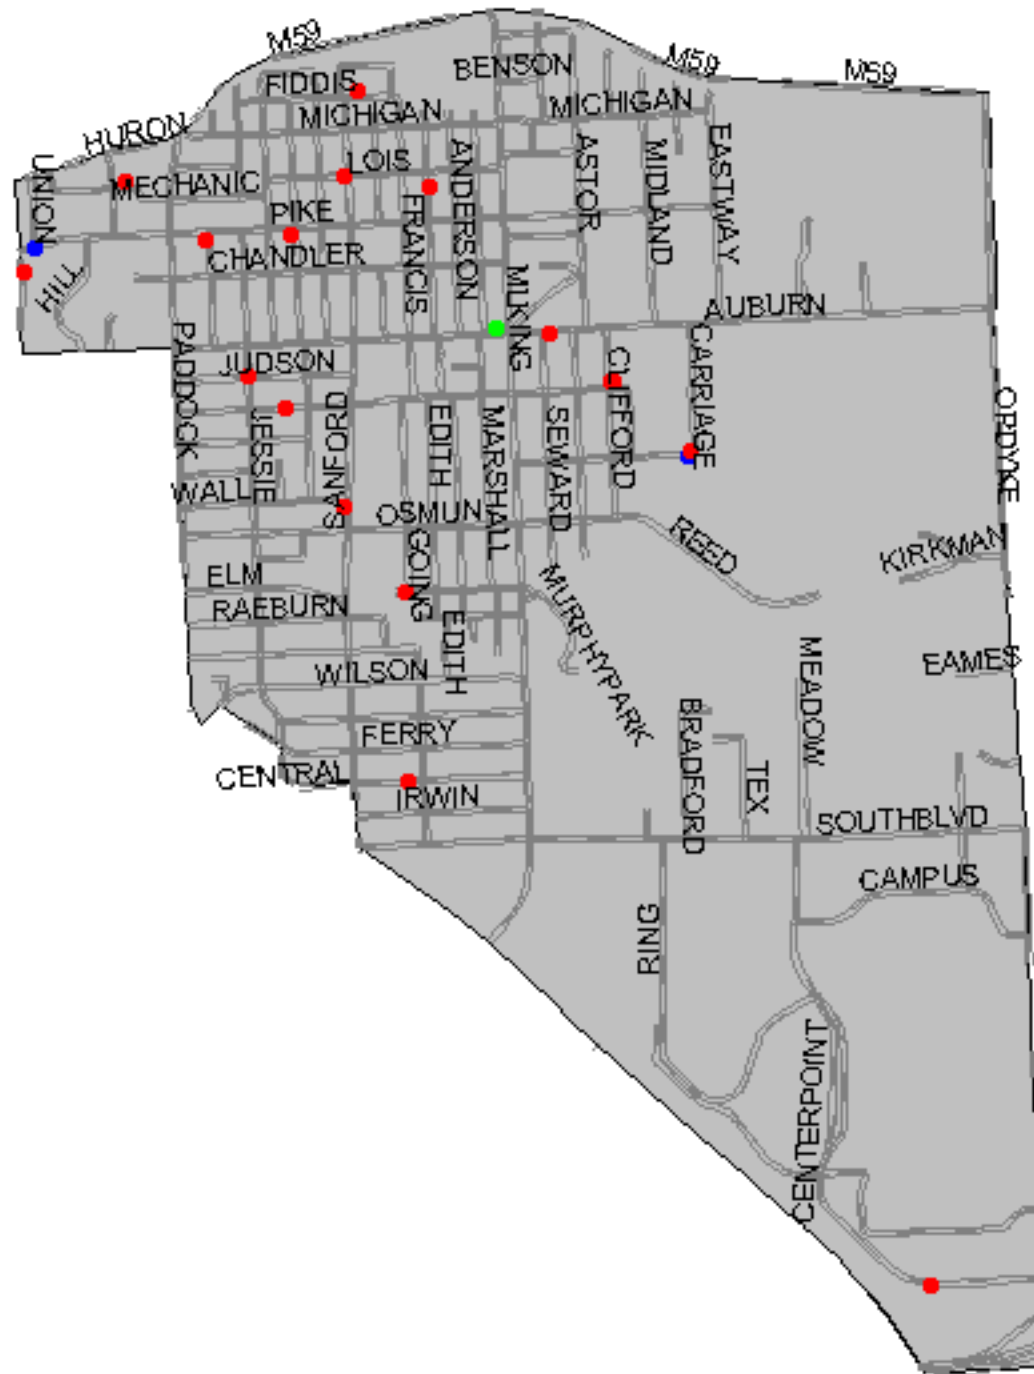 M59
M59
M59
BENSON
FIDDIS
MICHIGAN
MICHIGAN
HURON
UNION
MECHANIC
LOIS
ANDERSON
ASTOR
MIDLAND
EASTWAY
PIKE
FRANCIS
CHANDLER
HILL
MLKING
AUBURN
PADDOCK
JUDSON
CLIFFORD
CARRIAGE
JESSIE
SANFORD
EDITH
MARSHALL
SEWARD
OPDYKE
WALL
OSMUN
GOING
REED
KIRKMAN
ELM
RAEBURN
MURPHYPARK
EDITH
WILSON
MEADOW
EAMES
BRADFORD
FERRY
CENTRAL
IRWIN
TEX
SOUTHBLVD
CAMPUS
RING
CENTERPOINT